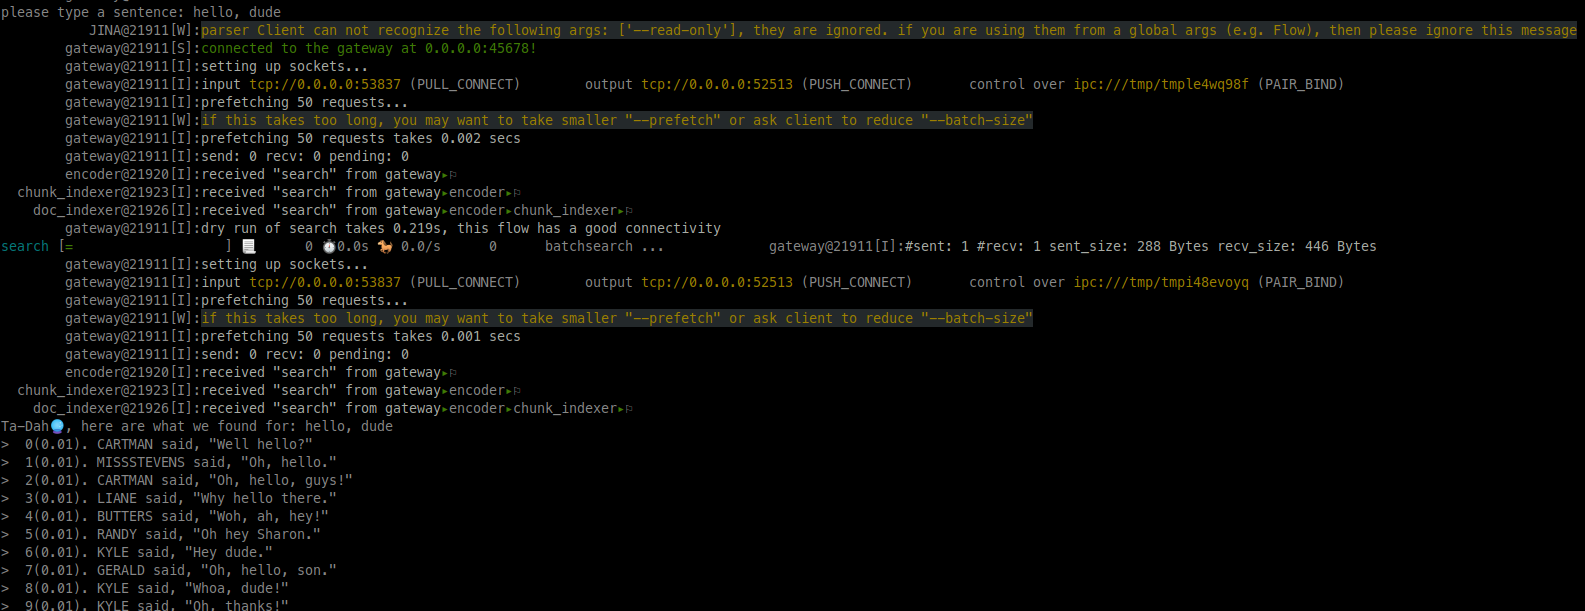 please type a sentence: hello, dude
JINA@21911[W]:parser Client can not recognize the following args: ['--read-only'], they are ignored. if you are using them from a global args (e.g. Flow), then please ignore this message
gateway@21911[S]:connected to the gateway at 0.0.0.0:45678!
gateway@21911[I]:setting up sockets...
gateway@21911[I]:input tcp://0.0.0.0:53837 (PULL_CONNECT) output tcp://0.0.0.0:52513 (PUSH_CONNECT) control over ipc:///tmp/tmple4wq98f (PAIR_BIND)
gateway@21911[I]:prefetching 50 requests...
gateway@21911[W]:if this takes too long, you may want to take smaller "--prefetch" or ask client to reduce "--batch-size"
gateway@21911[I]:prefetching 50 requests takes 0.002 secs
gateway@21911[I]:send: 0 recv: 0 pending: 0
encoder@21920[I]:received "search" from gateway▸⚐
chunk_indexer@21923[I]:received "search" from gateway▸encoder▸⚐
doc_indexer@21926[I]:received "search" from gateway▸encoder▸chunk_indexer▸⚐
gateway@21911[I]:dry run of search takes 0.219s, this flow has a good connectivity
search [= ] 📃 0 ⏱️0.0s 🐎 0.0/s 0 batchsearch ... gateway@21911[I]:#sent: 1 #recv: 1 sent_size: 288 Bytes recv_size: 446 Bytes
gateway@21911[I]:setting up sockets...
gateway@21911[I]:input tcp://0.0.0.0:53837 (PULL_CONNECT) output tcp://0.0.0.0:52513 (PUSH_CONNECT) control over ipc:///tmp/tmpi48evoyq (PAIR_BIND)
gateway@21911[I]:prefetching 50 requests...
gateway@21911[W]:if this takes too long, you may want to take smaller "--prefetch" or ask client to reduce "--batch-size"
gateway@21911[I]:prefetching 50 requests takes 0.001 secs
gateway@21911[I]:send: 0 recv: 0 pending: 0
encoder@21920[I]:received "search" from gateway▸⚐
chunk_indexer@21923[I]:received "search" from gateway▸encoder▸⚐
doc_indexer@21926[I]:received "search" from gateway▸encoder▸chunk_indexer▸⚐
Ta-Dah🔮, here are what we found for: hello, dude
> 0(0.01). CARTMAN said, "Well hello?"
> 1(0.01). MISSSTEVENS said, "Oh, hello."
> 2(0.01). CARTMAN said, "Oh, hello, guys!"
> 3(0.01). LIANE said, "Why hello there."
> 4(0.01). BUTTERS said, "Woh, ah, hey!"
> 5(0.01). RANDY said, "Oh hey Sharon."
> 6(0.01). KYLE said, "Hey dude."
> 7(0.01). GERALD said, "Oh, hello, son."
> 8(0.01). KYLE said, "Whoa, dude!"
> 9(0.01). KYLE said, "Oh, thanks!"